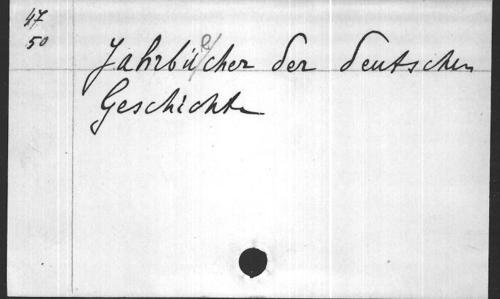 47
50
Jahrbücher der deutschen
Geschichte